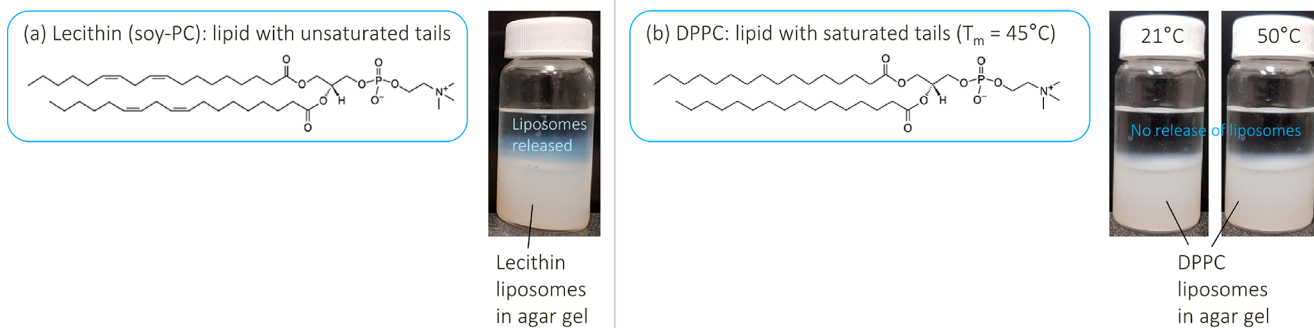 (a) Lecithin (soy-PC): lipid with unsaturated tails
O
O
O
P
O
O
O⁻
N⁺
H
O
Liposomes
released
Lecithin
liposomes
in agar gel
(b) DPPC: lipid with saturated tails (Tₘ = 45°C)
O
O
O
P
O
O
O⁻
N⁺
H
O
21°C
50°C
No release of liposomes
DPPC
liposomes
in agar gel